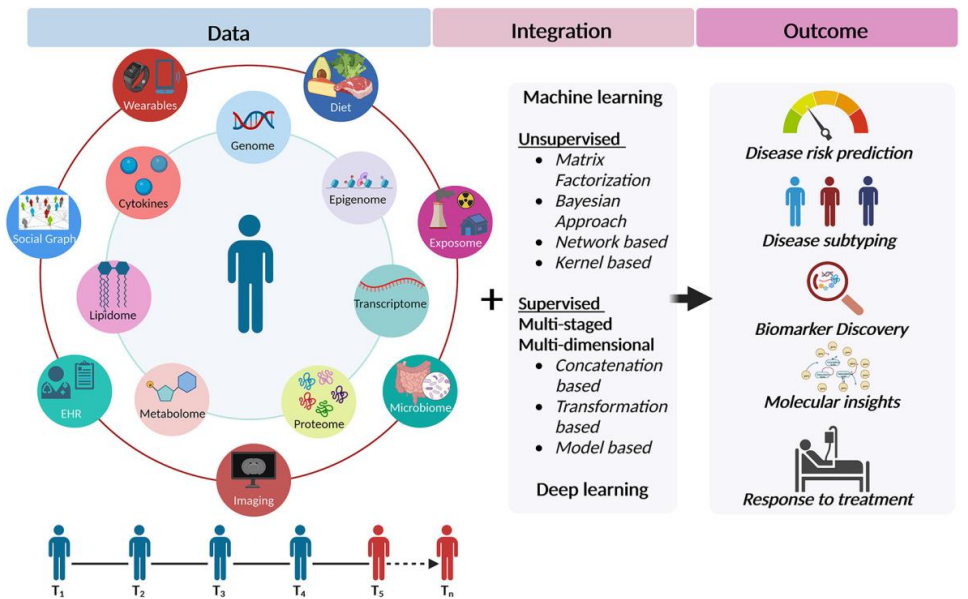 Data
Integration
Outcome
Wearables
Diet
Genome
Cytokines
Epigenome
Social Graph
Exposome
Lipidome
Transcriptome
EHR
Metabolome
Proteome
Microbiome
Imaging
T1
T2
T3
T4
T5
Tn
+
Machine learning
Unsupervised
• Matrix
Factorization
• Bayesian
Approach
• Network based
• Kernel based
Supervised
Multi-staged
Multi-dimensional
• Concatenation
based
• Transformation
based
• Model based
Deep learning
Disease risk prediction
Disease subtyping
Biomarker Discovery
Molecular insights
Response to treatment